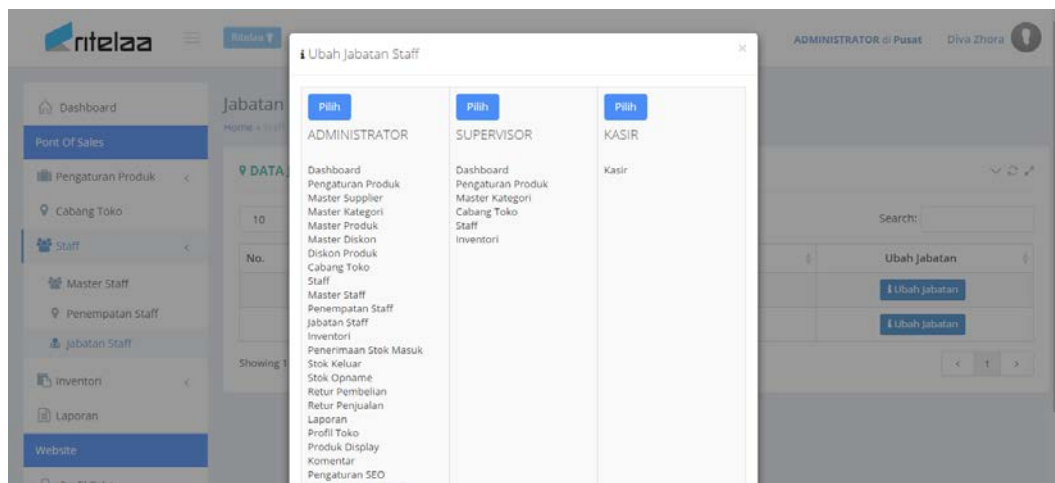 ritelaa
Ritelaa
ADMINISTRATOR di Pusat
Diva Zhora
i Ubah Jabatan Staff
×
Dashboard
Pont Of Sales
Pengaturan Produk
Cabang Toko
Staff
Master Staff
Penempatan Staff
Jabatan Staff
Inventori
Laporan
Website
Jabatan
Home
DATA
10
Search:
No.
Ubah Jabatan
i Ubah Jabatan
i Ubah Jabatan
Showing 1
< 1 >
Pilih
ADMINISTRATOR
Dashboard
Pengaturan Produk
Master Supplier
Master Kategori
Master Produk
Master Diskon
Diskon Produk
Cabang Toko
Staff
Master Staff
Penempatan Staff
Jabatan Staff
Inventori
Penerimaan Stok Masuk
Stok Keluar
Stok Opname
Retur Pembelian
Retur Penjualan
Laporan
Profil Toko
Produk Display
Komentar
Pengaturan SEO
Pilih
SUPERVISOR
Dashboard
Pengaturan Produk
Master Kategori
Cabang Toko
Staff
Inventori
Pilih
KASIR
Kasir